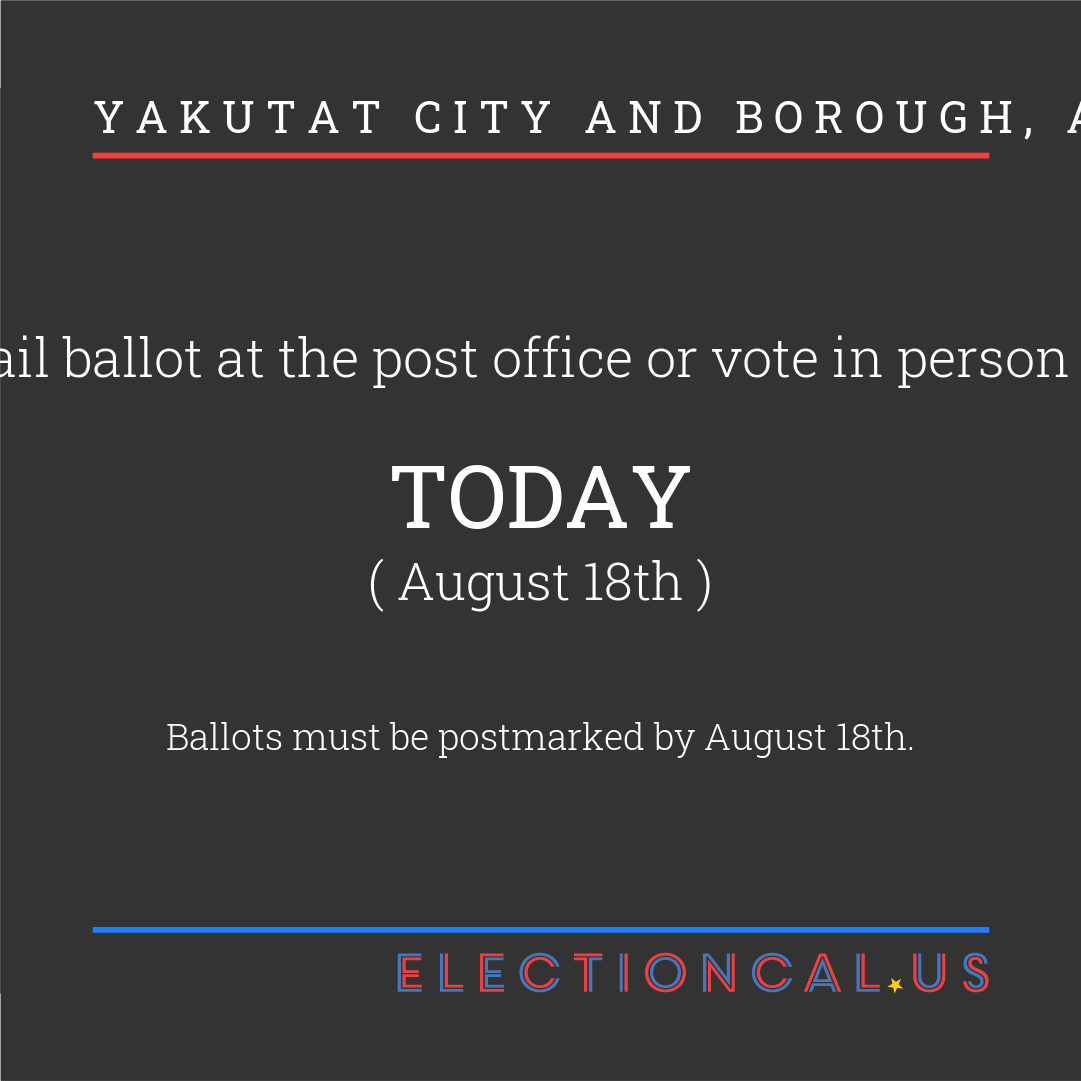 YAKUTAT CITY AND BOROUGH, A
ail ballot at the post office or vote in person
TODAY
( August 18th )
Ballots must be postmarked by August 18th.
ELECTIONCAL.US